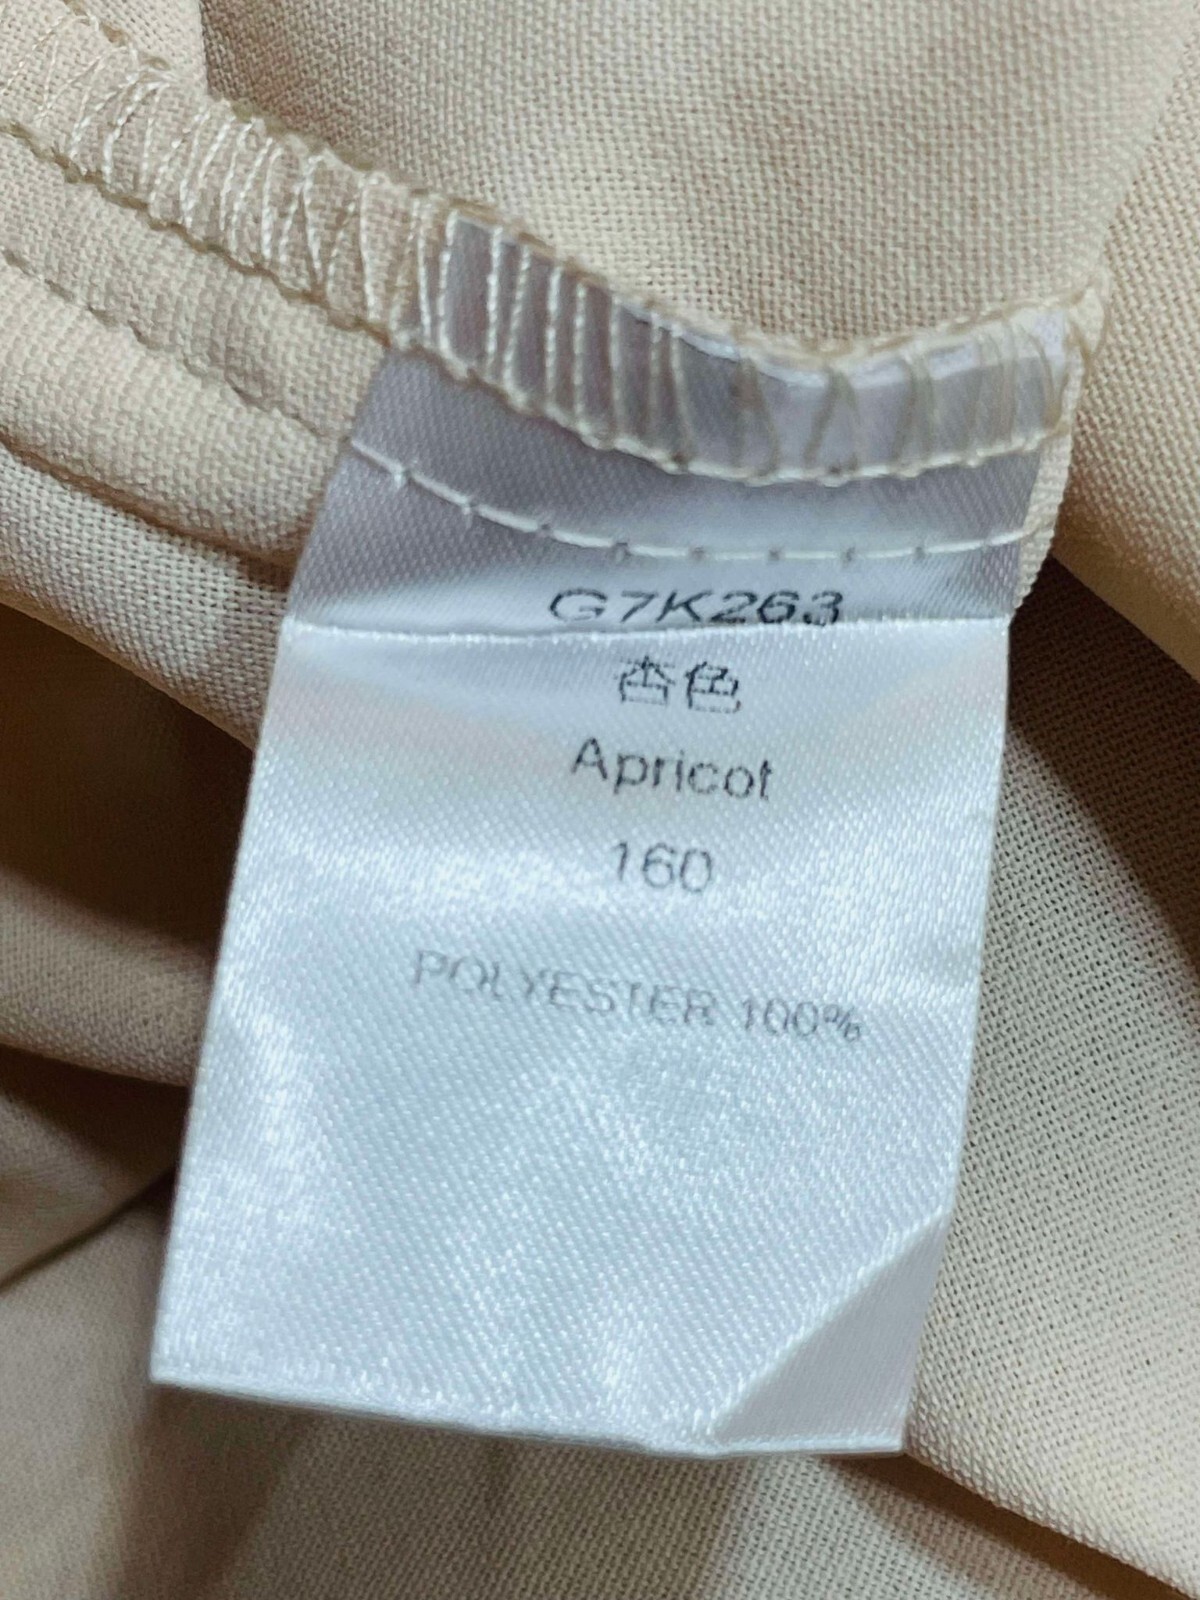 G7K263
杏色
Apricot
160
POLYESTER 100%